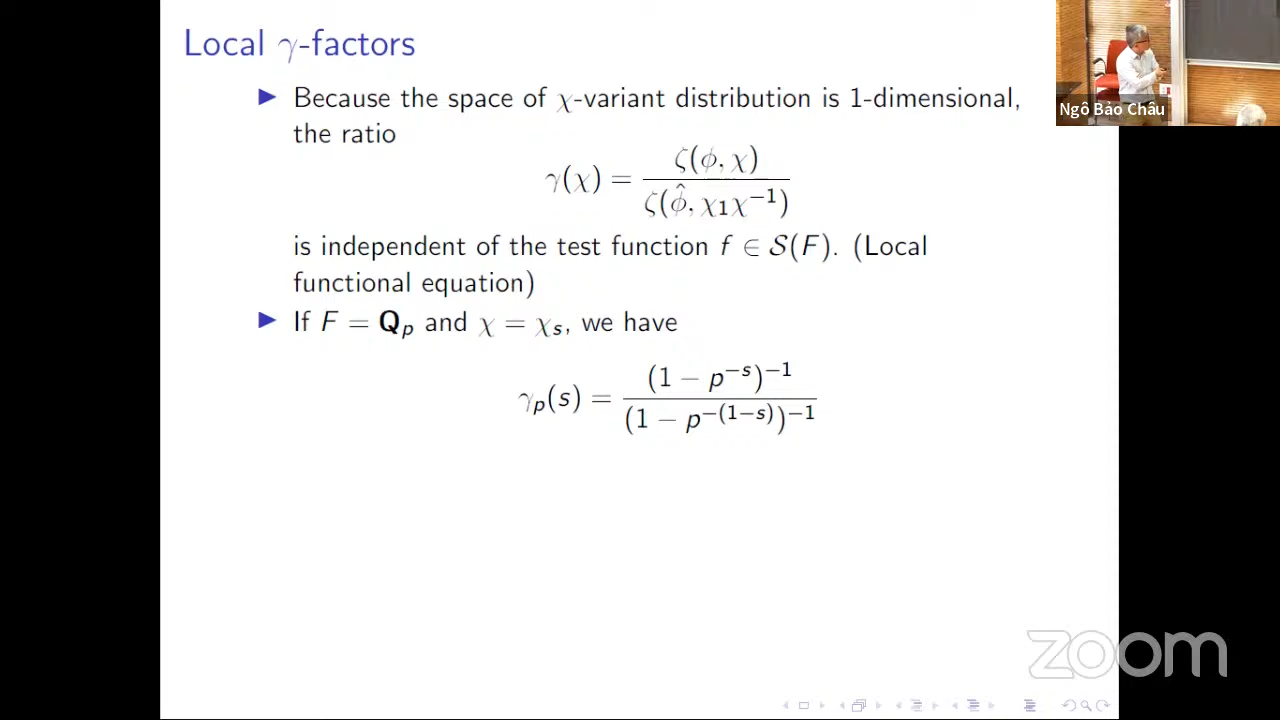 Local γ-factors
▶ Because the space of χ-variant distribution is 1-dimensional,
the ratio
γ(χ) = ζ(ϕ, χ) / ζ(ϕ̂, χ₁χ⁻¹)
is independent of the test function f ∈ 𝒮(F). (Local
functional equation)
▶ If F = Qₚ and χ = χₛ, we have
γₚ(s) = (1 − p⁻ˢ)⁻¹ / (1 − p^{−(1−s)})⁻¹
Ngô Bảo Châu
zoom